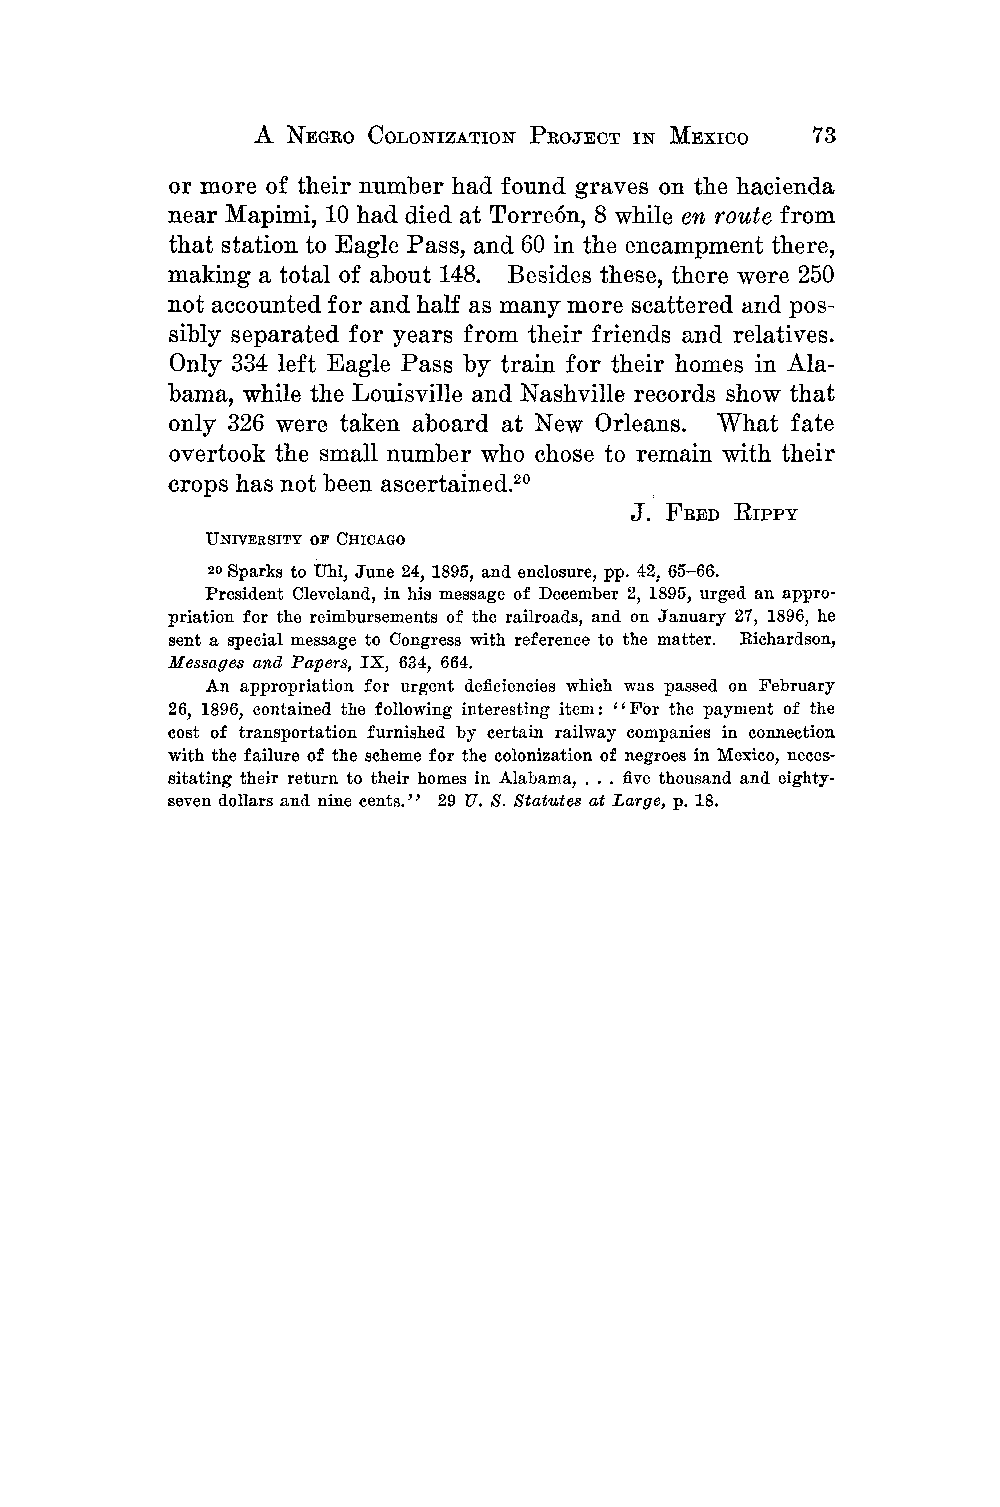 A Negro Colonization Project in Mexico 73
or more of their number had found graves on the hacienda
near Mapimi, 10 had died at Torreón, 8 while en route from
that station to Eagle Pass, and 60 in the encampment there,
making a total of about 148. Besides these, there were 250
not accounted for and half as many more scattered and pos-
sibly separated for years from their friends and relatives.
Only 334 left Eagle Pass by train for their homes in Ala-
bama, while the Louisville and Nashville records show that
only 326 were taken aboard at New Orleans. What fate
overtook the small number who chose to remain with their
crops has not been ascertained.20
J. Fred Rippy
University of Chicago
20 Sparks to Uhl, June 24, 1895, and enclosure, pp. 42, 65–66.
President Cleveland, in his message of December 2, 1895, urged an appro-
priation for the reimbursements of the railroads, and on January 27, 1896, he
sent a special message to Congress with reference to the matter. Richardson,
Messages and Papers, IX, 634, 664.
An appropriation for urgent deficiencies which was passed on February
26, 1896, contained the following interesting item: "For the payment of the
cost of transportation furnished by certain railway companies in connection
with the failure of the scheme for the colonization of negroes in Mexico, neces-
sitating their return to their homes in Alabama, . . . five thousand and eighty-
seven dollars and nine cents." 29 U. S. Statutes at Large, p. 18.